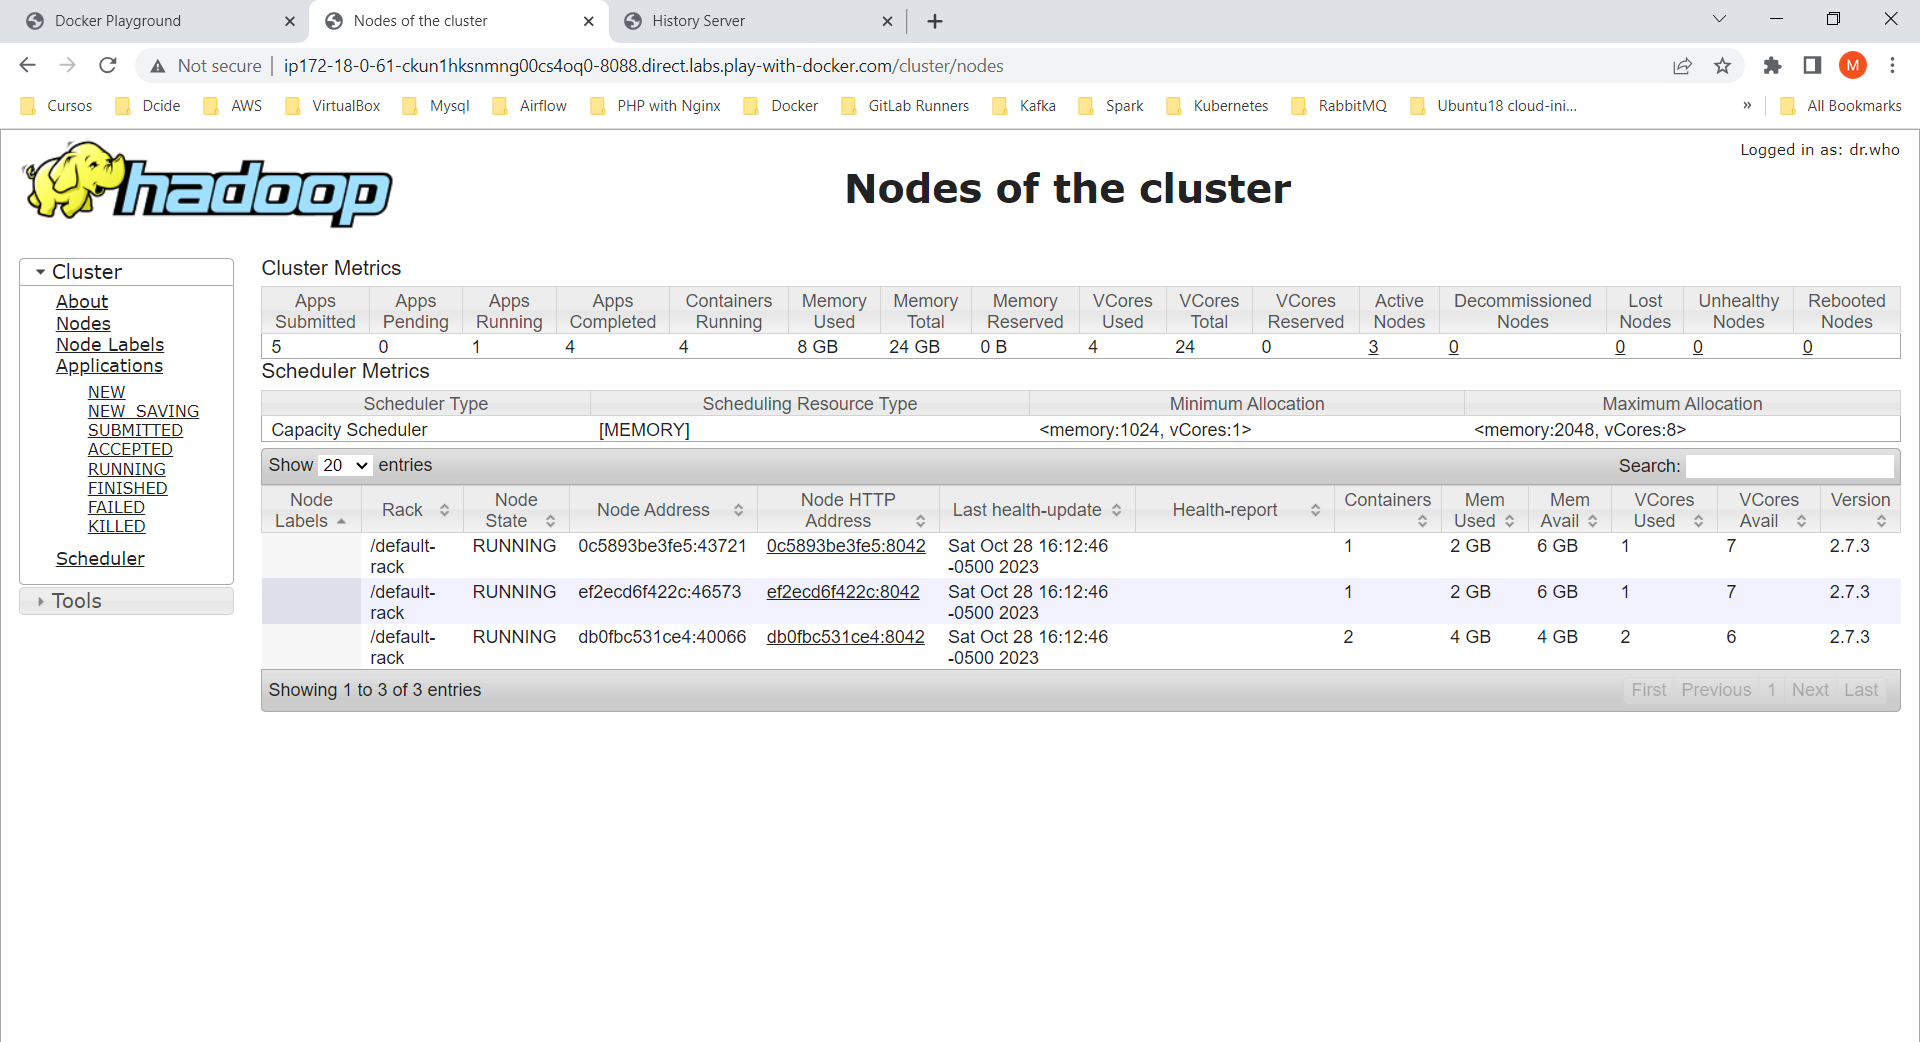 Docker Playground
Nodes of the cluster
History Server
Not secure
ip172-18-0-61-ckun1hksnmng00cs4oq0-8088.direct.labs.play-with-docker.com/cluster/nodes
M
Cursos Dcide AWS VirtualBox Mysql Airflow PHP with Nginx Docker GitLab Runners Kafka Spark Kubernetes RabbitMQ Ubuntu18 cloud-ini... » All Bookmarks
hadoop
Nodes of the cluster
Logged in as: dr.who
Cluster
About
Nodes
Node Labels
Applications
NEW
NEW_SAVING
SUBMITTED
ACCEPTED
RUNNING
FINISHED
FAILED
KILLED
Scheduler
Tools
Cluster Metrics
Apps Submitted Apps Pending Apps Running Apps Completed Containers Running Memory Used Memory Total Memory Reserved VCores Used VCores Total VCores Reserved Active Nodes Decommissioned Nodes Lost Nodes Unhealthy Nodes Rebooted Nodes
5 0 1 4 4 8 GB 24 GB 0 B 4 24 0 3 0 0 0 0
Scheduler Metrics
Scheduler Type Scheduling Resource Type Minimum Allocation Maximum Allocation
Capacity Scheduler [MEMORY] <memory:1024, vCores:1> <memory:2048, vCores:8>
Show 20 entries Search:
Node Labels Rack Node State Node Address Node HTTP Address Last health-update Health-report Containers Mem Used Mem Avail VCores Used VCores Avail Version
/default-rack RUNNING 0c5893be3fe5:43721 0c5893be3fe5:8042 Sat Oct 28 16:12:46 -0500 2023 1 2 GB 6 GB 1 7 2.7.3
/default-rack RUNNING ef2ecd6f422c:46573 ef2ecd6f422c:8042 Sat Oct 28 16:12:46 -0500 2023 1 2 GB 6 GB 1 7 2.7.3
/default-rack RUNNING db0fbc531ce4:40066 db0fbc531ce4:8042 Sat Oct 28 16:12:46 -0500 2023 2 4 GB 4 GB 2 6 2.7.3
Showing 1 to 3 of 3 entries First Previous 1 Next Last